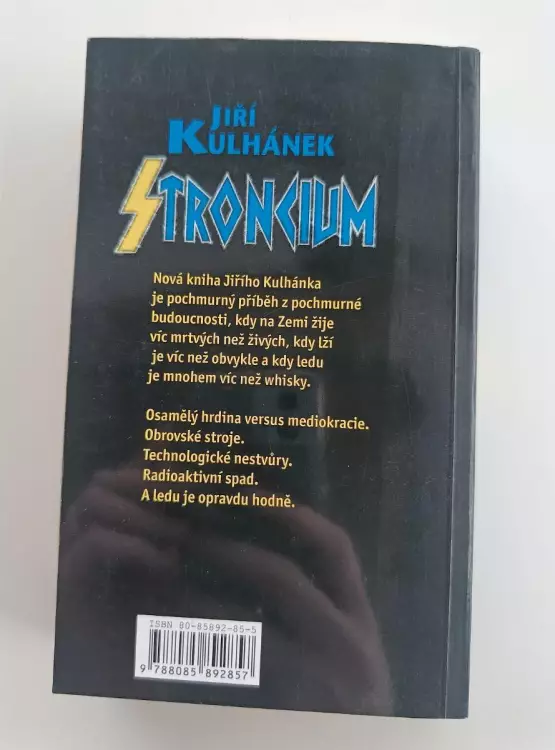 JIŘÍ
KULHÁNEK
STRONCIUM
Nová kniha Jiřího Kulhánka
je pochmurný příběh z pochmurné
budoucnosti, kdy na Zemi žije
víc mrtvých než živých, kdy lží
je víc než obvykle a kdy ledu
je mnohem víc než whisky.
Osamělý hrdina versus mediokracie.
Obrovské stroje.
Technologické nestvůry.
Radioaktivní spad.
A ledu je opravdu hodně.
ISBN 80-85892-85-5
9 788085 892857